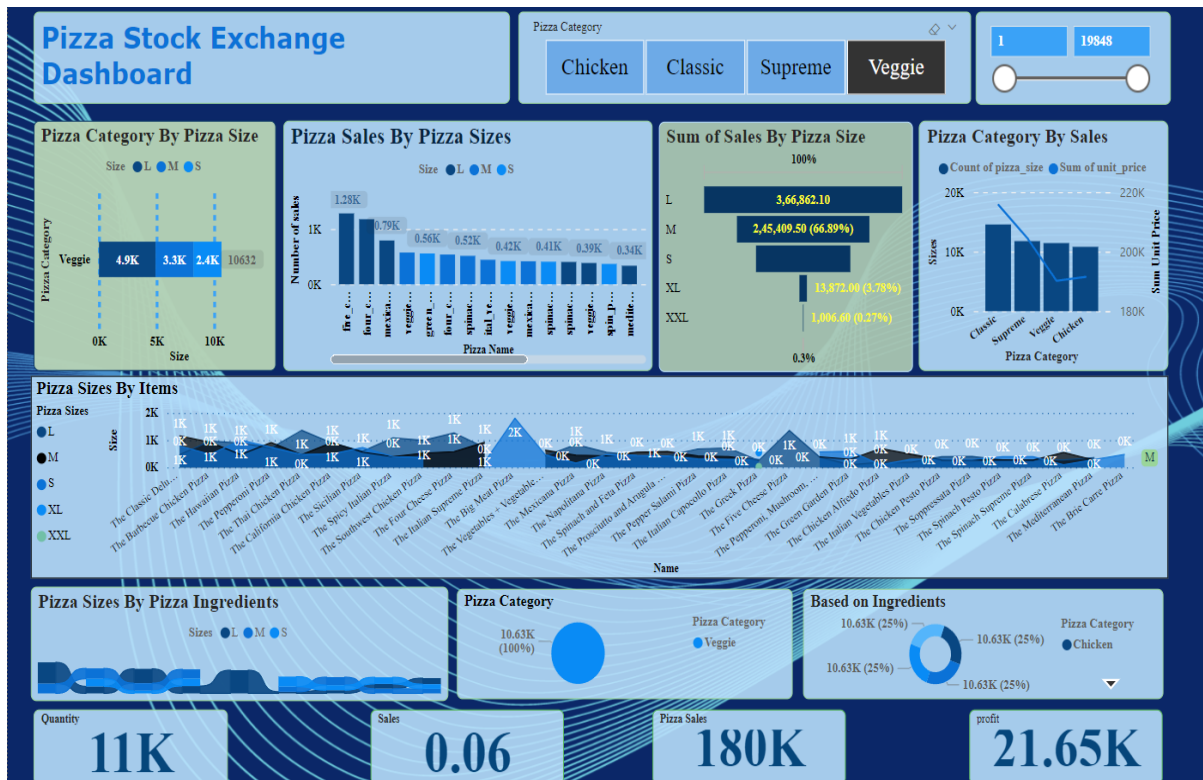 Pizza Stock Exchange
Dashboard
Pizza Category
Chicken
Classic
Supreme
Veggie
1
19848
Pizza Category By Pizza Size
Size L M S
Pizza Category
Veggie
4.9K
3.3K
2.4K
10632
0K
5K
10K
Size
Pizza Sales By Pizza Sizes
Size L M S
Number of sales
1K
0K
1.28K
0.79K
0.56K
0.52K
0.42K
0.41K
0.39K
0.34K
five_c...
four_c...
mexica...
veggie...
green_...
four_c...
spinac...
ital_ve...
veggie...
mexica...
spinac...
spinac...
veggie...
spin_p...
medite...
Pizza Name
Sum of Sales By Pizza Size
100%
L
3,66,862.10
M
2,45,409.50 (66.89%)
S
XL
13,872.00 (3.78%)
XXL
1,006.60 (0.27%)
0.3%
Pizza Category By Sales
Count of pizza_size Sum of unit_price
Sizes
20K
10K
0K
220K
200K
180K
Sum Unit Price
Classic
Supreme
Veggie
Chicken
Pizza Category
Pizza Sizes By Items
Pizza Sizes
L
M
S
XL
XXL
Size
2K
1K
0K
M
The Classic Delu...
The Barbecue Chicken Pizza
The Hawaiian Pizza
The Pepperoni Pizza
The Thai Chicken Pizza
The California Chicken Pizza
The Sicilian Pizza
The Spicy Italian Pizza
The Southwest Chicken Pizza
The Four Cheese Pizza
The Italian Supreme Pizza
The Big Meat Pizza
The Vegetables + Vegetable...
The Mexicana Pizza
The Napolitana Pizza
The Spinach and Feta Pizza
The Prosciutto and Arugula ...
The Pepper Salami Pizza
The Italian Capocollo Pizza
The Greek Pizza
The Five Cheese Pizza
The Pepperoni, Mushroom, ...
The Green Garden Pizza
The Chicken Alfredo Pizza
The Italian Vegetables Pizza
The Chicken Pesto Pizza
The Soppressata Pizza
The Spinach Pesto Pizza
The Spinach Supreme Pizza
The Calabrese Pizza
The Mediterranean Pizza
The Brie Carre Pizza
Name
Pizza Sizes By Pizza Ingredients
Sizes L M S
Pizza Category
10.63K
(100%)
Pizza Category
Veggie
Based on Ingredients
10.63K (25%)
10.63K (25%)
10.63K (25%)
10.63K (25%)
Pizza Category
Chicken
Quantity
11K
Sales
0.06
Pizza Sales
180K
profit
21.65K